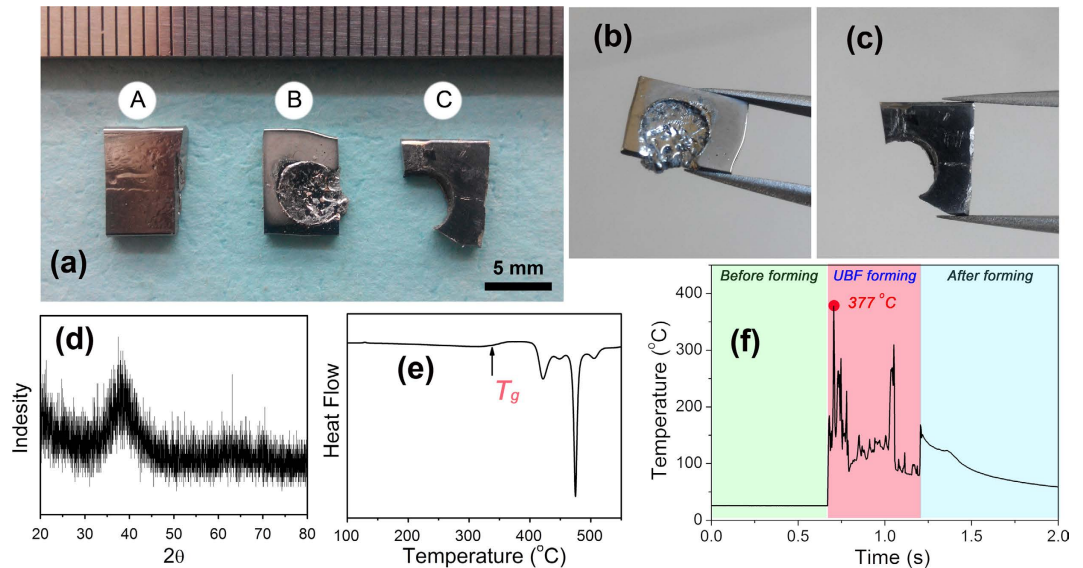 A
B
C
(a)
5 mm
(b)
(c)
(d)
Indesity
20 30 40 50 60 70 80
2θ
(e)
Tg
Heat Flow
100 200 300 400 500
Temperature (°C)
Before forming
UBF forming
After forming
377 °C
(f)
400
300
200
100
0
Temperature (°C)
0.0 0.5 1.0 1.5 2.0
Time (s)